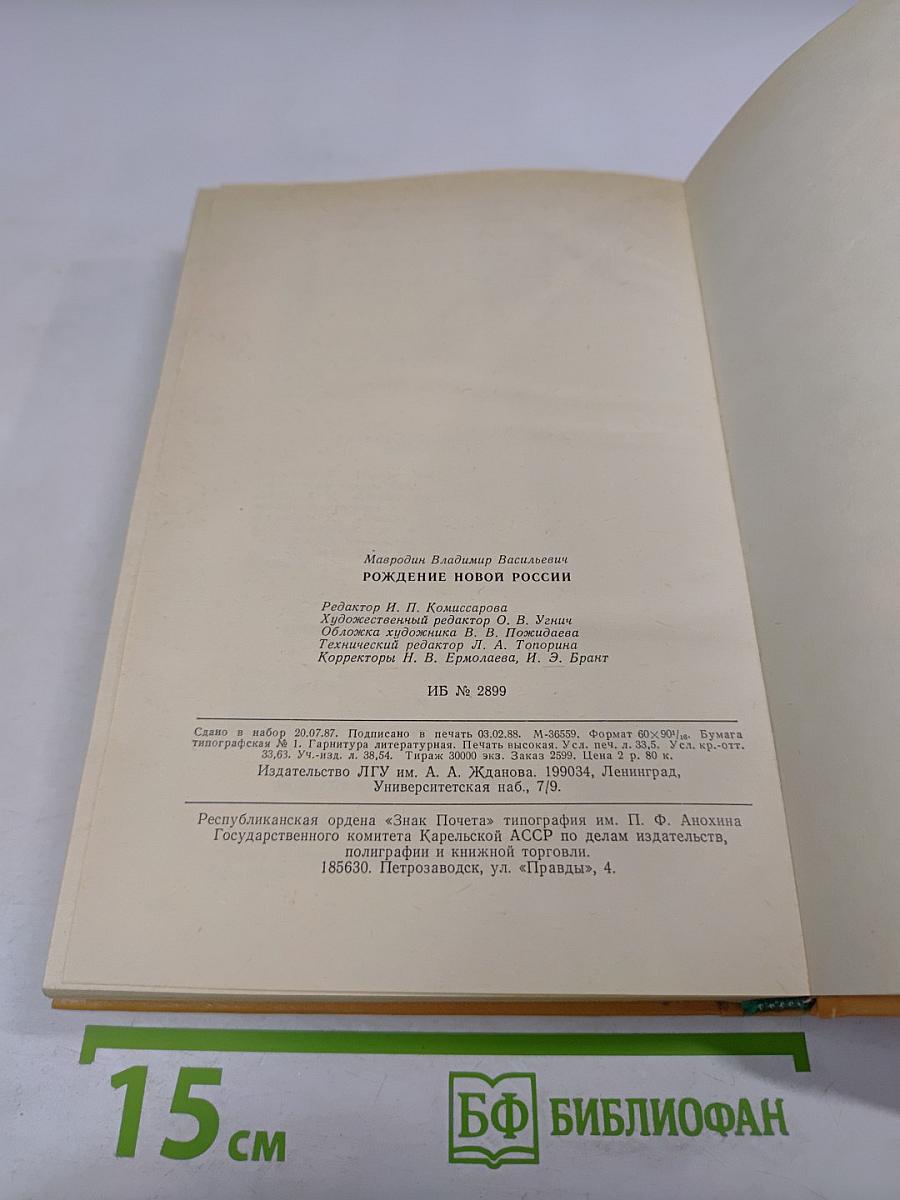 Мавродин Владимир Васильевич
РОЖДЕНИЕ НОВОЙ РОССИИ
Редактор И. П. Комиссарова
Художественный редактор О. В. Угнич
Обложка художника В. В. Пожидаева
Технический редактор Л. А. Топорина
Корректоры Н. В. Ермолаева, И. Э. Брант
ИБ № 2899
Сдано в набор 20.07.87. Подписано в печать 03.02.88. М-36559. Формат 60×90¹/₁₆. Бумага
типографская № 1. Гарнитура литературная. Печать высокая. Усл. печ. л. 33,5. Усл. кр.-отт.
33,63. Уч.-изд. л. 38,54. Тираж 30000 экз. Заказ 2599. Цена 2 р. 80 к.
Издательство ЛГУ им. А. А. Жданова. 199034, Ленинград,
Университетская наб., 7/9.
Республиканская ордена «Знак Почета» типография им. П. Ф. Анохина
Государственного комитета Карельской АССР по делам издательств,
полиграфии и книжной торговли.
185630. Петрозаводск, ул. «Правды», 4.
15 см
БФ БИБЛИОФАН